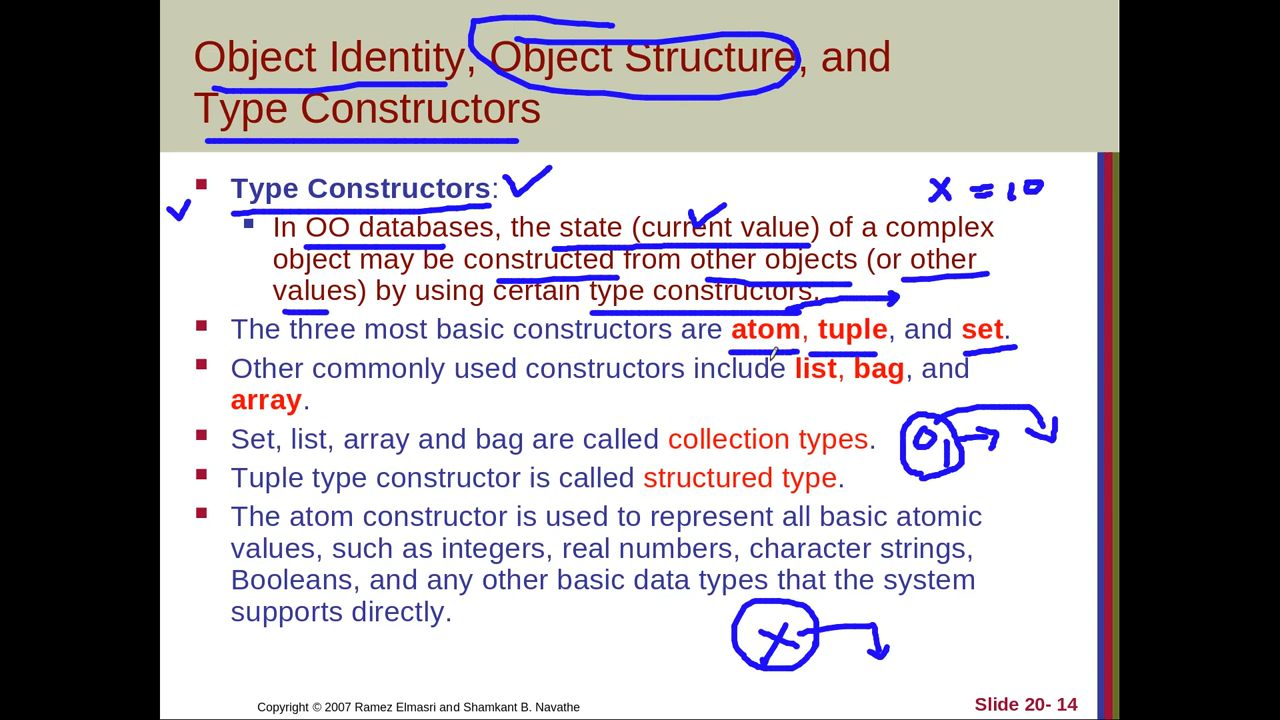 Object Identity, Object Structure, and
Type Constructors
Type Constructors:
x = 10
In OO databases, the state (current value) of a complex
object may be constructed from other objects (or other
values) by using certain type constructors.
The three most basic constructors are atom, tuple, and set.
Other commonly used constructors include list, bag, and
array.
Set, list, array and bag are called collection types.
O1
Tuple type constructor is called structured type.
The atom constructor is used to represent all basic atomic
values, such as integers, real numbers, character strings,
Booleans, and any other basic data types that the system
supports directly.
X
Copyright © 2007 Ramez Elmasri and Shamkant B. Navathe
Slide 20- 14